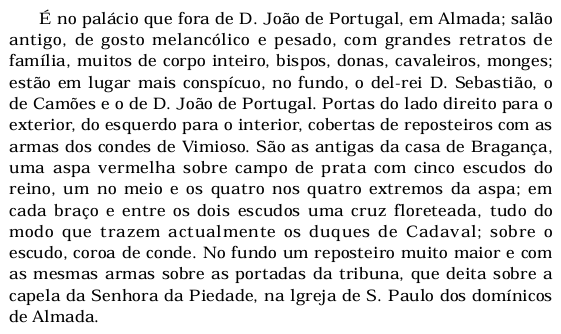 É no palácio que fora de D. João de Portugal, em Almada; salão
antigo, de gosto melancólico e pesado, com grandes retratos de
família, muitos de corpo inteiro, bispos, donas, cavaleiros, monges;
estão em lugar mais conspícuo, no fundo, o del-rei D. Sebastião, o
de Camões e o de D. João de Portugal. Portas do lado direito para o
exterior, do esquerdo para o interior, cobertas de reposteiros com as
armas dos condes de Vimioso. São as antigas da casa de Bragança,
uma aspa vermelha sobre campo de prata com cinco escudos do
reino, um no meio e os quatro nos quatro extremos da aspa; em
cada braço e entre os dois escudos uma cruz floreteada, tudo do
modo que trazem actualmente os duques de Cadaval; sobre o
escudo, coroa de conde. No fundo um reposteiro muito maior e com
as mesmas armas sobre as portadas da tribuna, que deita sobre a
capela da Senhora da Piedade, na lgreja de S. Paulo dos domínicos
de Almada.